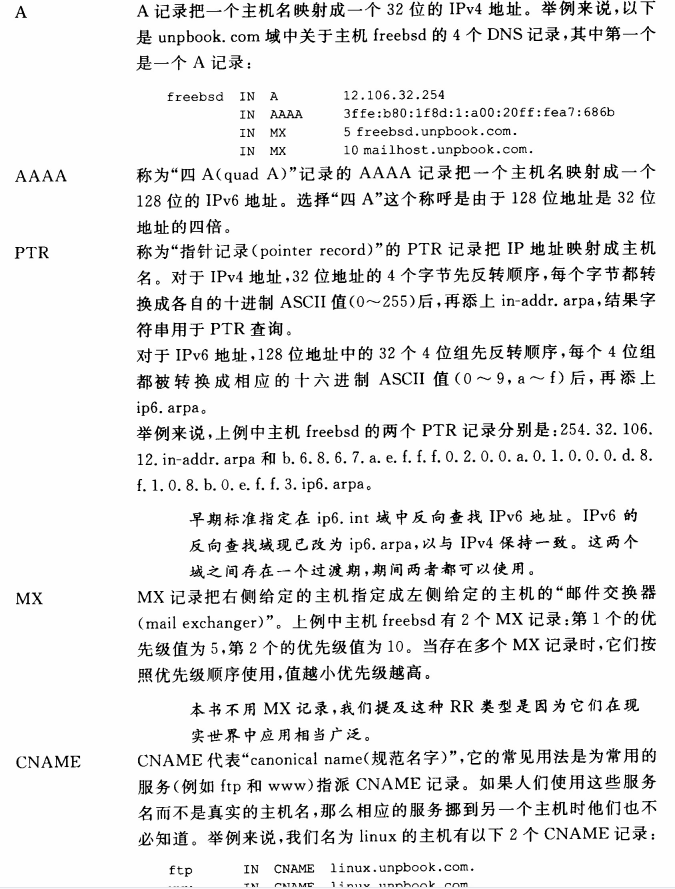 A A 记录把一个主机名映射成一个 32 位的 IPv4 地址。举例来说,以下
是 unpbook.com 域中关于主机 freebsd 的 4 个 DNS 记录,其中第一个
是一个 A 记录:
freebsd IN A 12.106.32.254
IN AAAA 3ffe:b80:1f8d:1:a00:20ff:fea7:686b
IN MX 5 freebsd.unpbook.com.
IN MX 10 mailhost.unpbook.com.
AAAA 称为“四 A(quad A)”记录的 AAAA 记录把一个主机名映射成一个
128 位的 IPv6 地址。选择“四 A”这个称呼是由于 128 位地址是 32 位
地址的四倍。
PTR 称为“指针记录(pointer record)”的 PTR 记录把 IP 地址映射成主机
名。对于 IPv4 地址,32 位地址的 4 个字节先反转顺序,每个字节都转
换成各自的十进制 ASCII 值(0～255)后,再添上 in-addr.arpa,结果字
符串用于 PTR 查询。
对于 IPv6 地址,128 位地址中的 32 个 4 位组先反转顺序,每个 4 位组
都被转换成相应的十六进制 ASCII 值(0～9,a～f)后,再添上
ip6.arpa。
举例来说,上例中主机 freebsd 的两个 PTR 记录分别是:254.32.106.
12.in-addr.arpa 和 b.6.8.6.7.a.e.f.f.f.0.2.0.0.a.0.1.0.0.0.d.8.
f.1.0.8.b.0.e.f.f.3.ip6.arpa。
早期标准指定在 ip6.int 域中反向查找 IPv6 地址。IPv6 的
反向查找域现已改为 ip6.arpa,以与 IPv4 保持一致。这两个
域之间存在一个过渡期,期间两者都可以使用。
MX MX 记录把右侧给定的主机指定成左侧给定的主机的“邮件交换器
(mail exchanger)”。上例中主机 freebsd 有 2 个 MX 记录:第 1 个的优
先级值为 5,第 2 个的优先级值为 10。当存在多个 MX 记录时,它们按
照优先级顺序使用,值越小优先级越高。
本书不用 MX 记录,我们提及这种 RR 类型是因为它们在现
实世界中应用相当广泛。
CNAME CNAME 代表“canonical name(规范名字)”,它的常见用法是为常用的
服务(例如 ftp 和 www)指派 CNAME 记录。如果人们使用这些服务
名而不是真实的主机名,那么相应的服务挪到另一个主机时他们也不
必知道。举例来说,我们名为 linux 的主机有以下 2 个 CNAME 记录:
ftp IN CNAME linux.unpbook.com.
IN CNAME linux.unpbook.com